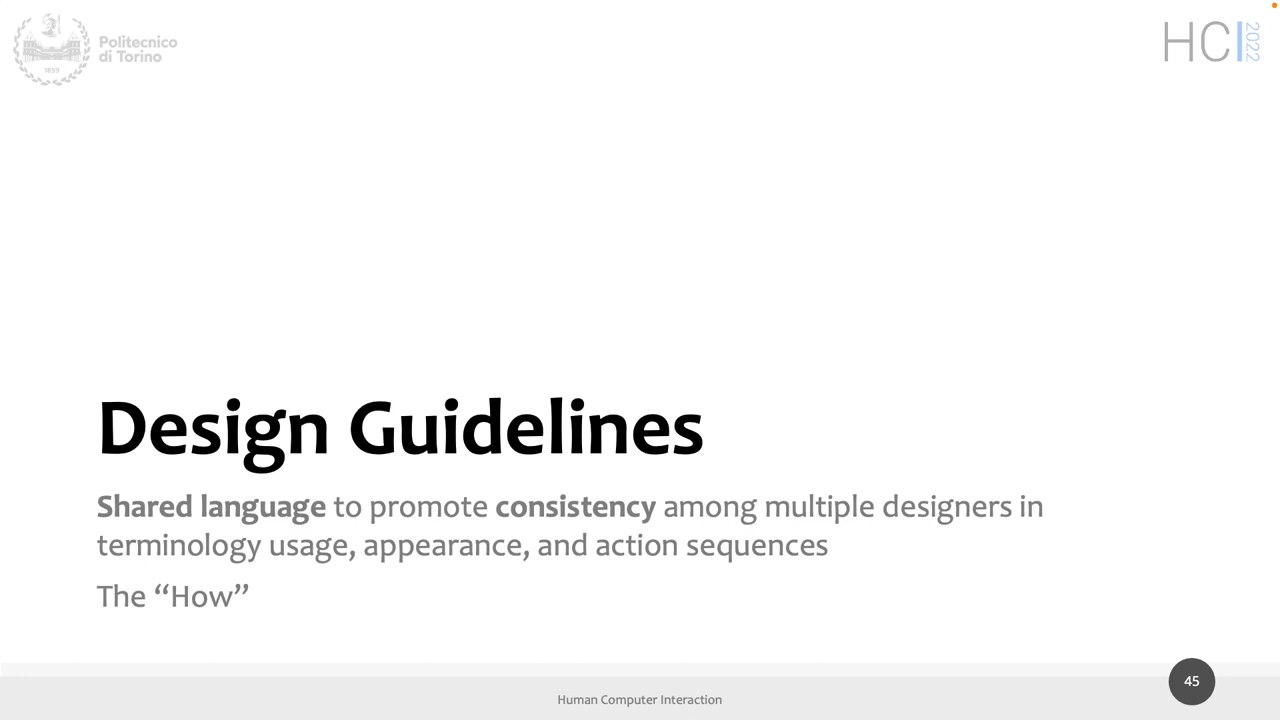 Politecnico
di Torino
1859
HCI
2022
Design Guidelines
Shared language to promote consistency among multiple designers in
terminology usage, appearance, and action sequences
The “How”
Human Computer Interaction
45